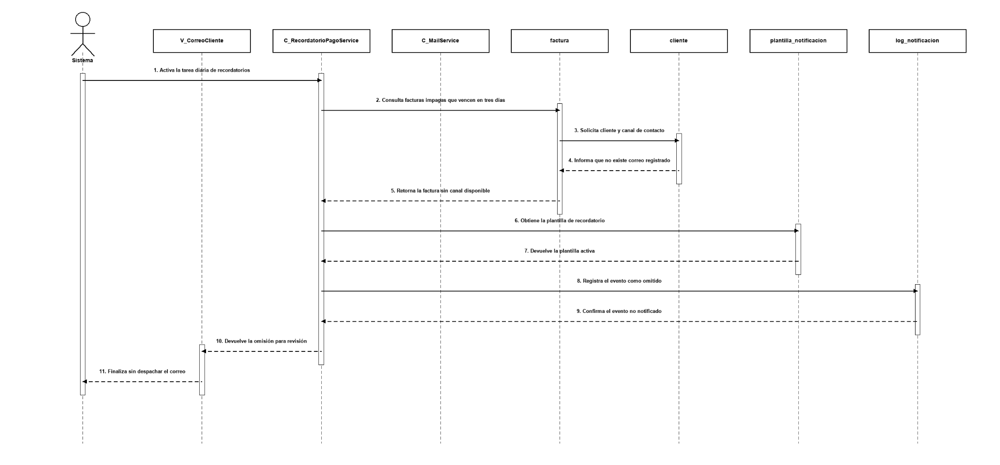 V_CorreoCliente
C_RecordatorioPagoService
C_MailService
factura
cliente
plantilla_notificacion
log_notificacion
Sistema
1. Activa la tarea diaria de recordatorios
2. Consulta facturas impagas que vencen en tres días
3. Solicita cliente y canal de contacto
4. Informa que no existe correo registrado
5. Retorna la factura sin canal disponible
6. Obtiene la plantilla de recordatorio
7. Devuelve la plantilla activa
8. Registra el evento como omitido
9. Confirma el evento no notificado
10. Devuelve la omisión para revisión
11. Finaliza sin despachar el correo